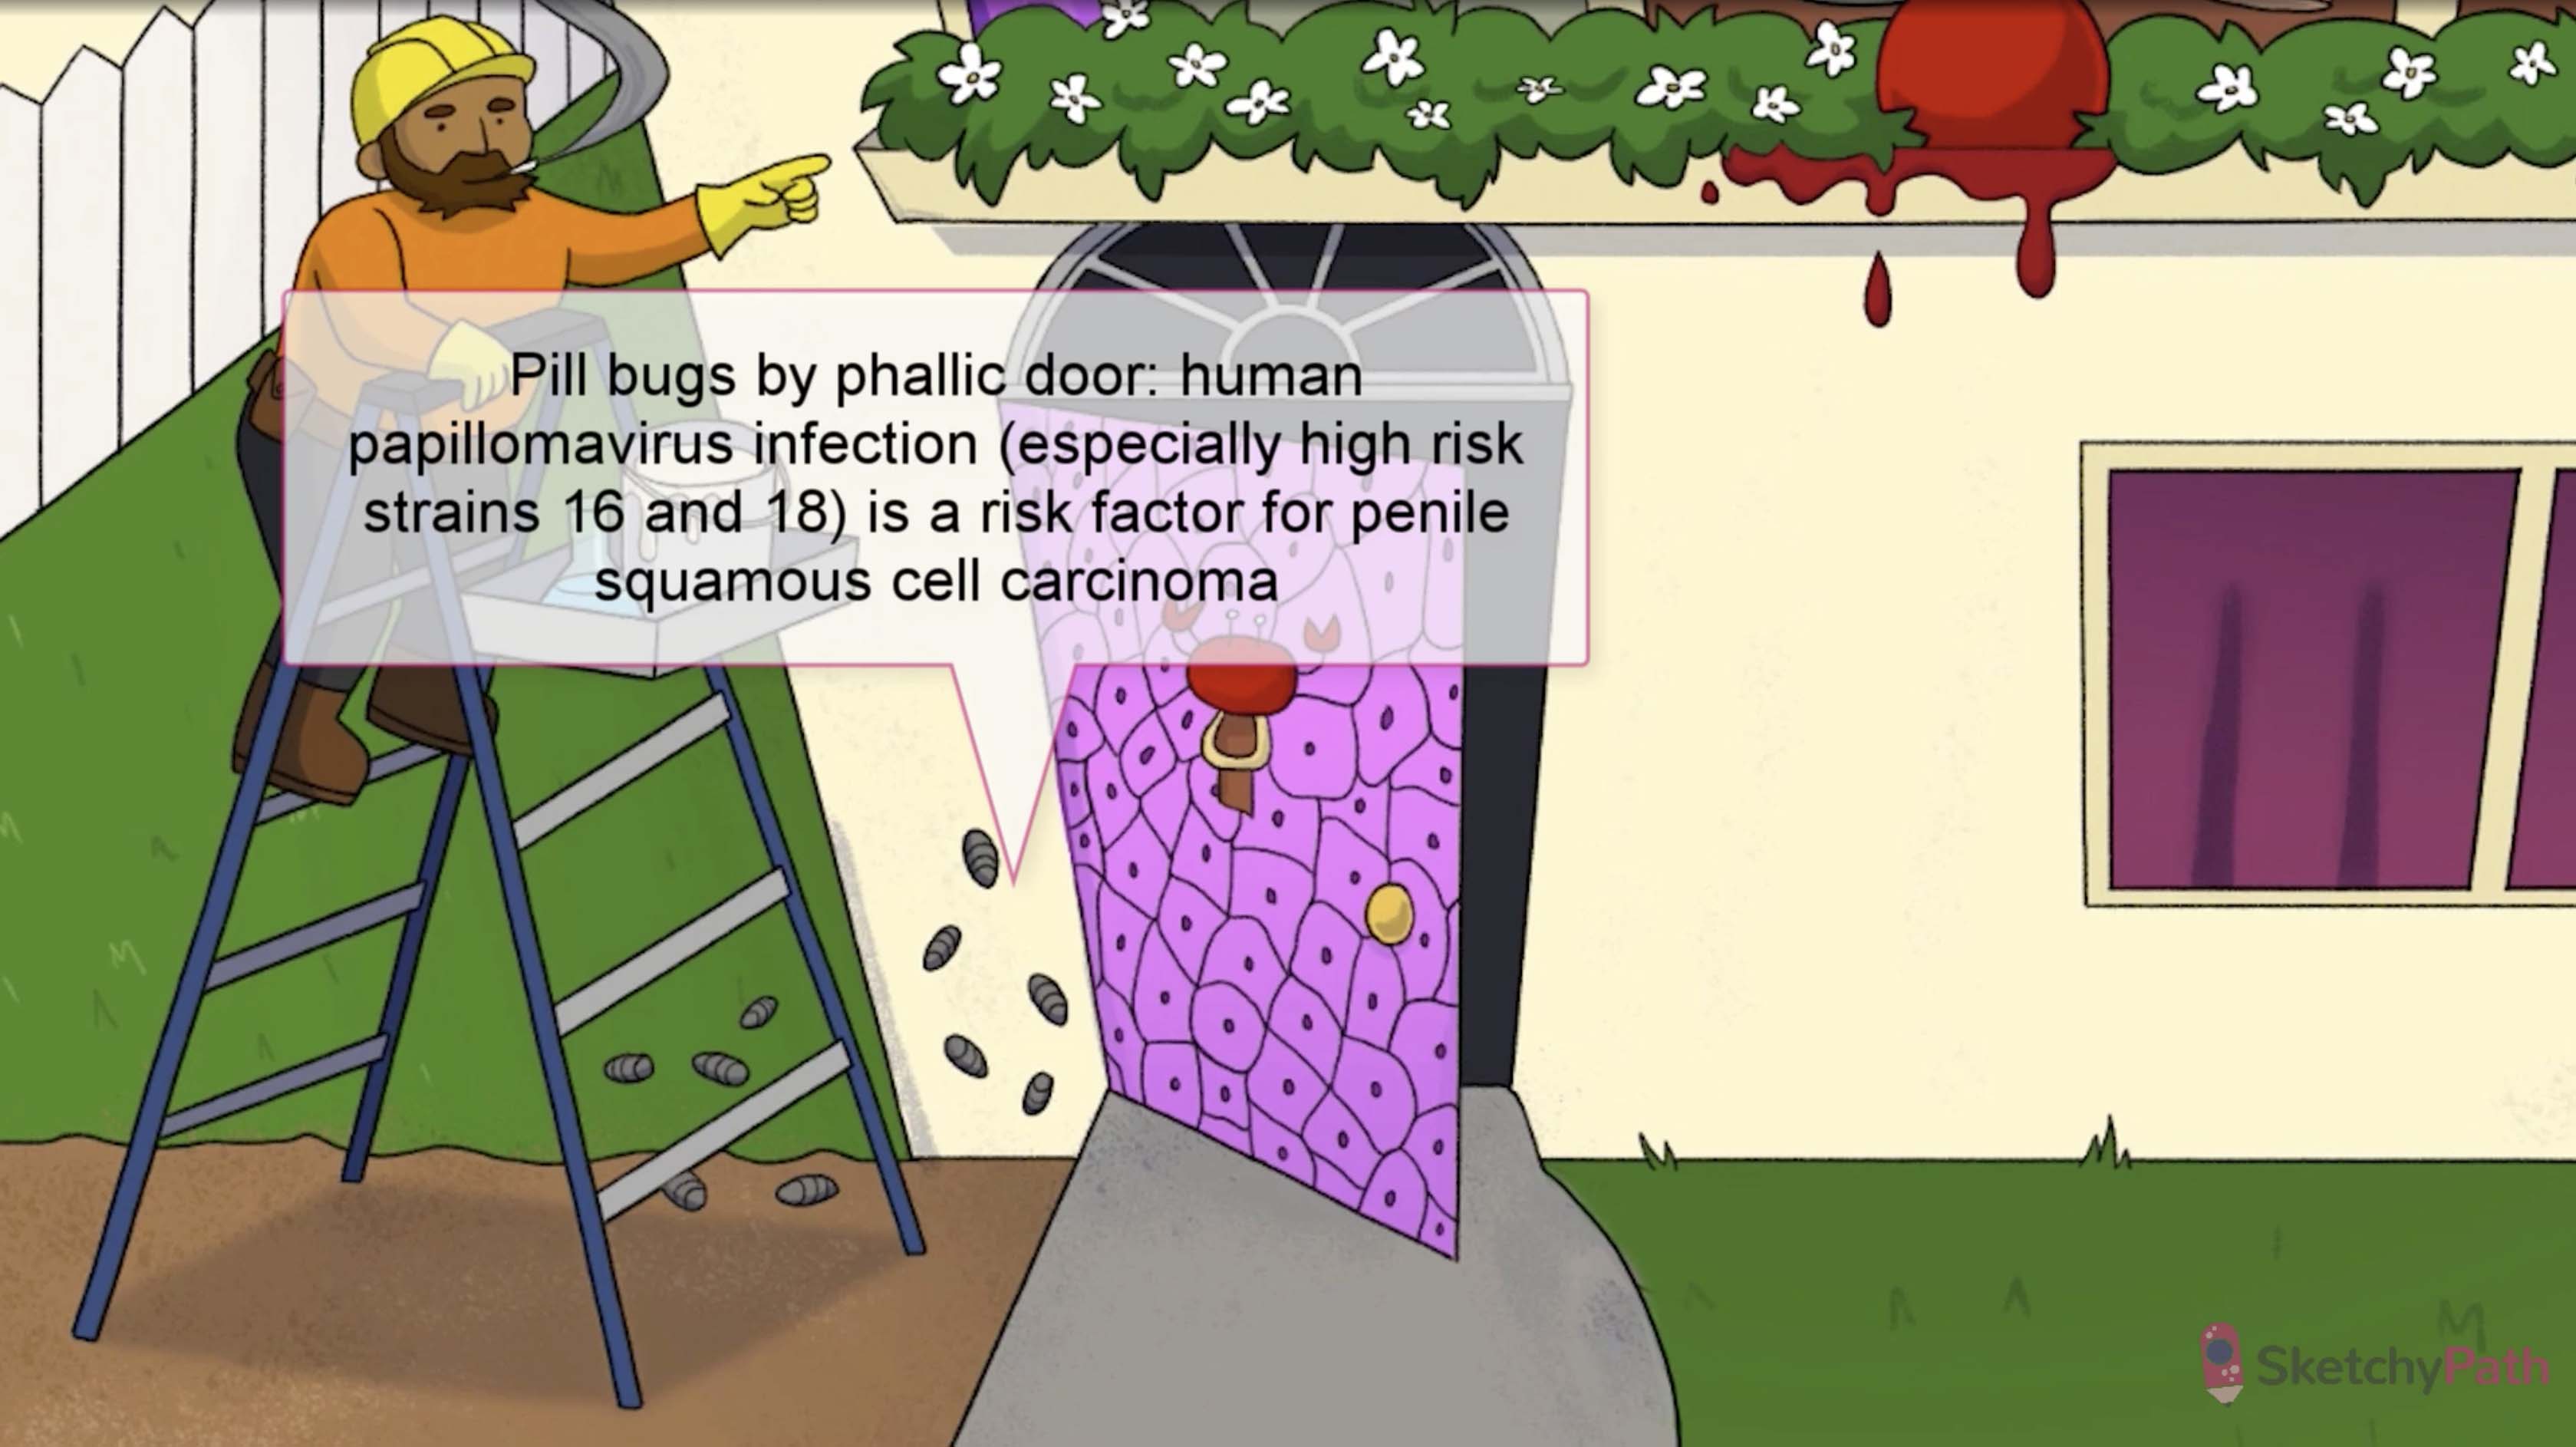 Pill bugs by phallic door: human
papillomavirus infection (especially high risk
strains 16 and 18) is a risk factor for penile
squamous cell carcinoma
SketchyPath